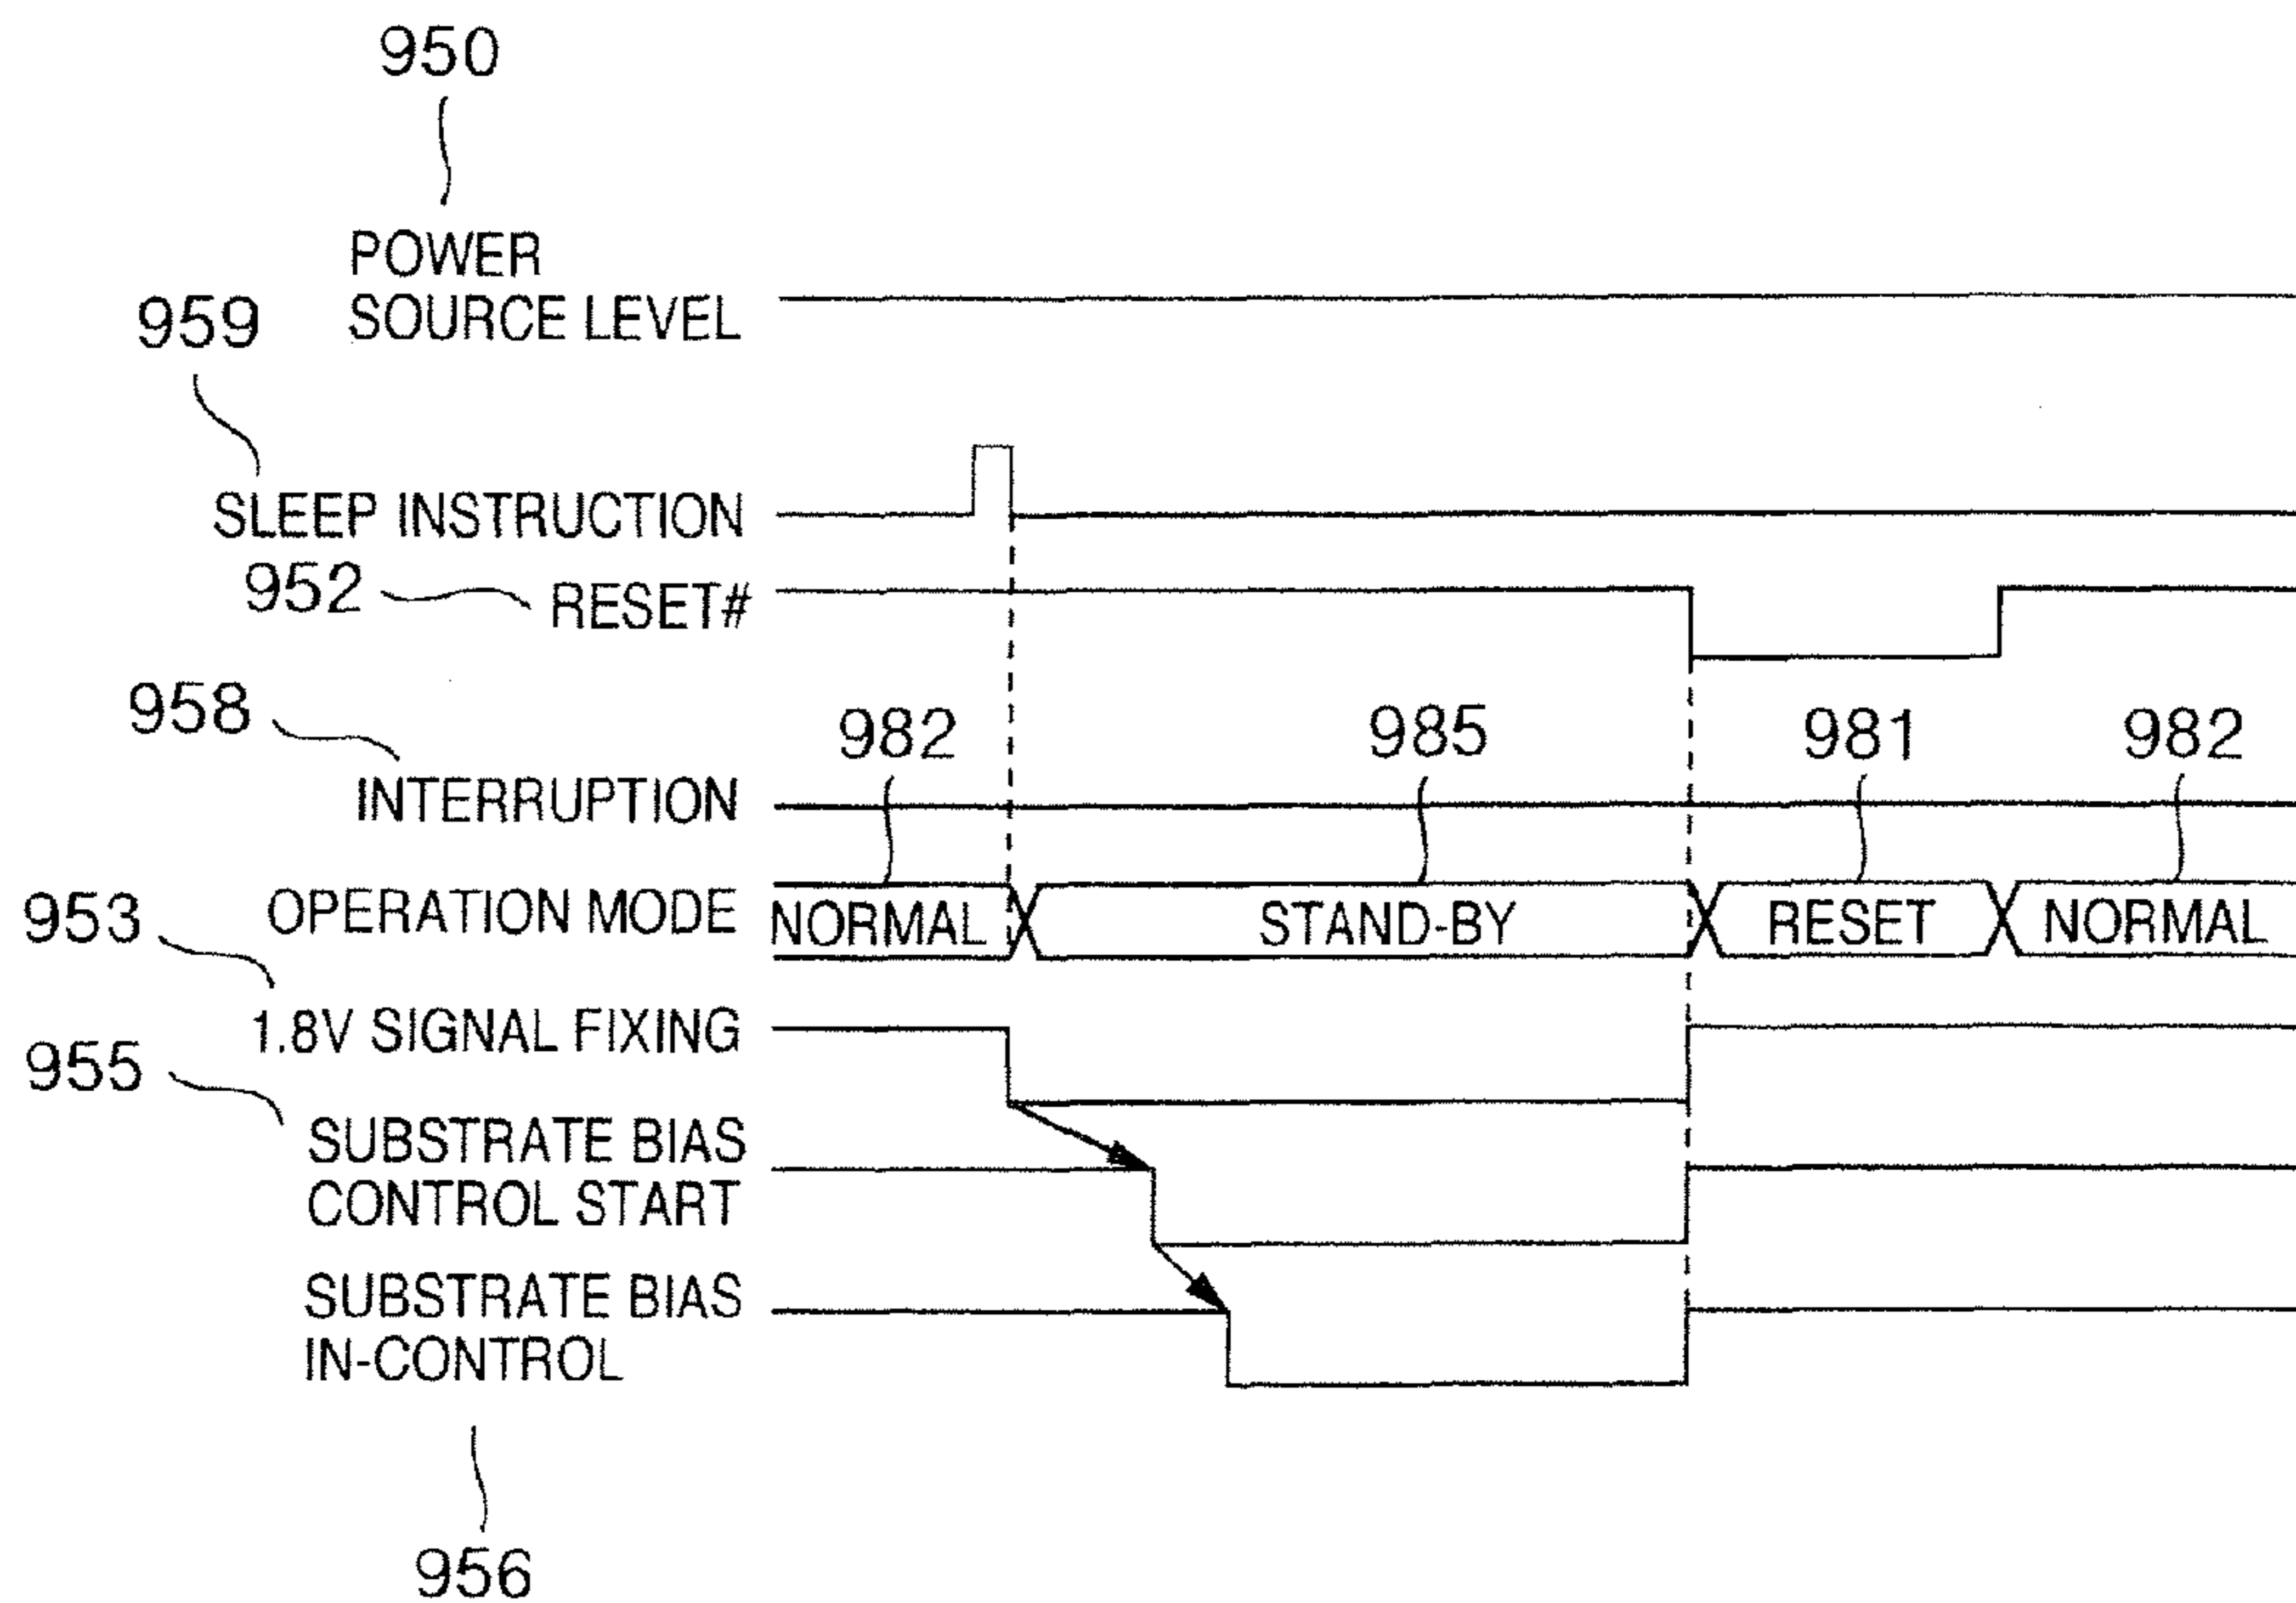 950
POWER
SOURCE LEVEL
959
SLEEP INSTRUCTION
952
RESET#
958
INTERRUPTION
982
985
981
982
OPERATION MODE
NORMAL
STAND-BY
RESET
NORMAL
953
1.8V SIGNAL FIXING
955
SUBSTRATE BIAS
CONTROL START
SUBSTRATE BIAS
IN-CONTROL
956